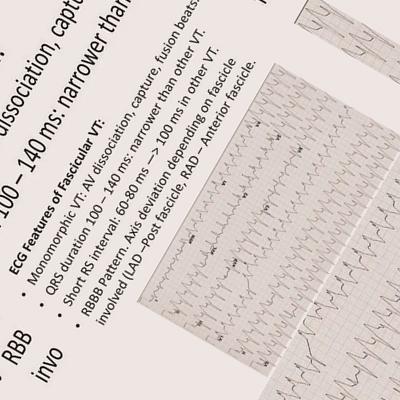 dissociation, captu
100 – 140 ms: narrower than
RBB
invo
ECG Features of Fascicular VT:
• Monomorphic VT: AV dissociation, capture, fusion beats.
• QRS duration 100 – 140 ms: narrower than other VT.
• Short RS interval: 60-80 ms —> 100 ms in other VT.
• RBBB Pattern. Axis deviation depending on fascicle
involved (LAD –Post fascicle, RAD – Anterior fascicle.